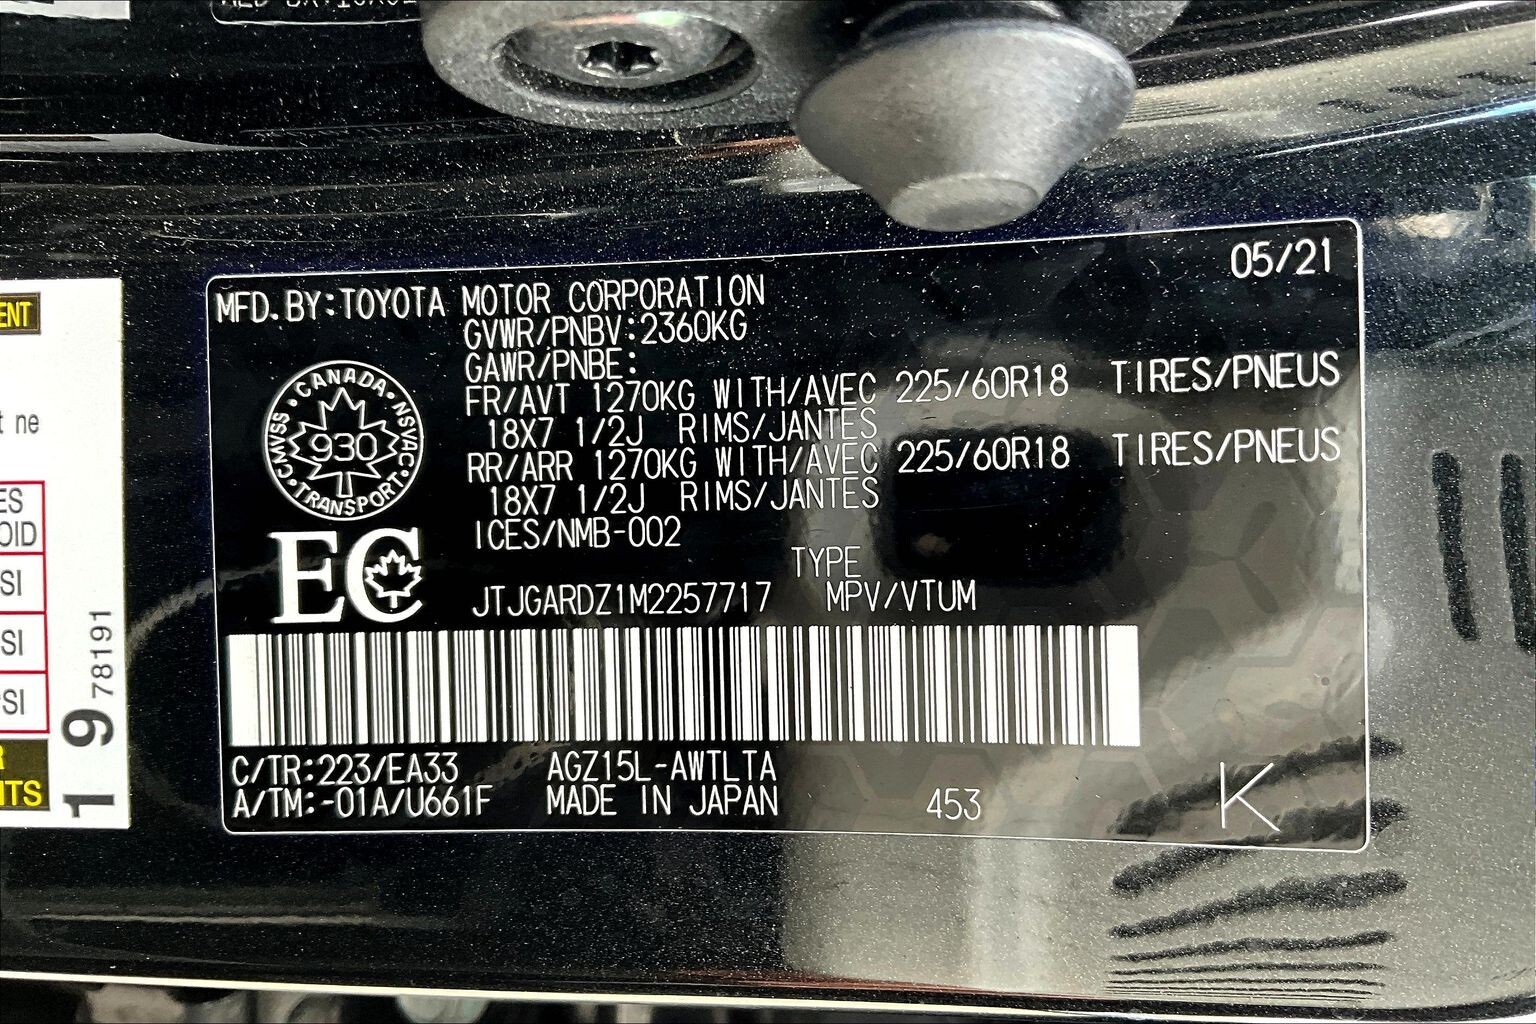 05/21
MFD.BY:TOYOTA MOTOR CORPORATION
GVWR/PNBV:2360KG
GAWR/PNBE:
FR/AVT 1270KG WITH/AVEC 225/60R18 TIRES/PNEUS
18X7 1/2J RIMS/JANTES
RR/ARR 1270KG WITH/AVEC 225/60R18 TIRES/PNEUS
18X7 1/2J RIMS/JANTES
ICES/NMB-002
CANADA·NSVAC·TRANSPORT·CMVSS·
930
EC
TYPE
JTJGARDZ1M2257717 MPV/VTUM
C/TR:223/EA33 AGZ15L-AWTLTA
A/TM:-01A/U661F MADE IN JAPAN 453 K
ENT
t ne
ES
OID
SI
SI
SI
R
ITS
19 78191